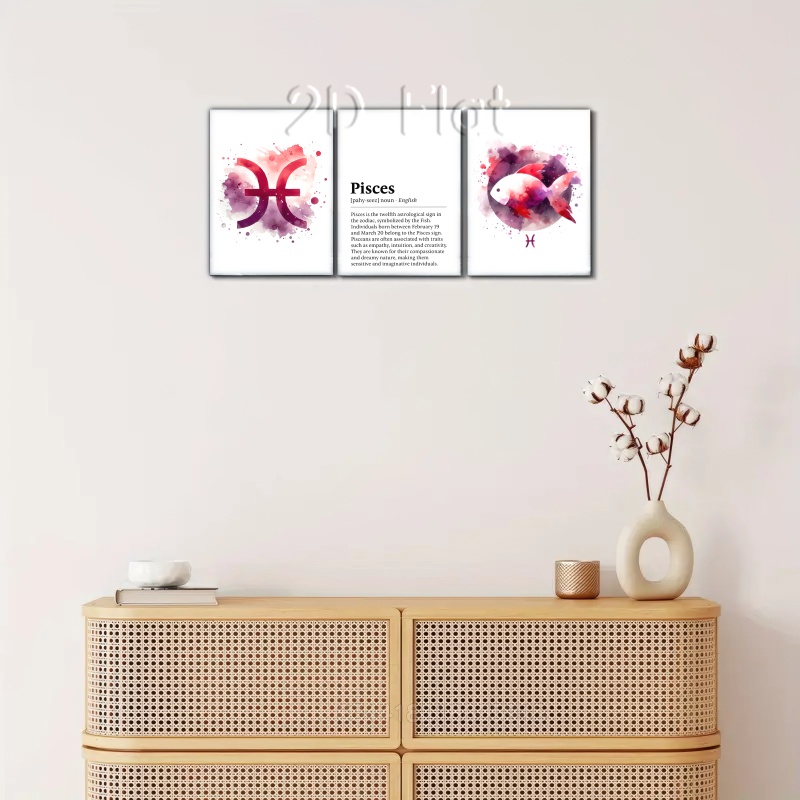 2D Flat
Pisces
[pahy-seez] noun · English
Pisces is the twelfth astrological sign in
the zodiac, symbolized by the Fish.
Individuals born between February 19
and March 20 belong to the Pisces sign.
Pisceans are often associated with traits
such as empathy, intuition, and creativity.
They are known for their compassionate
and dreamy nature, making them
sensitive and imaginative individuals.